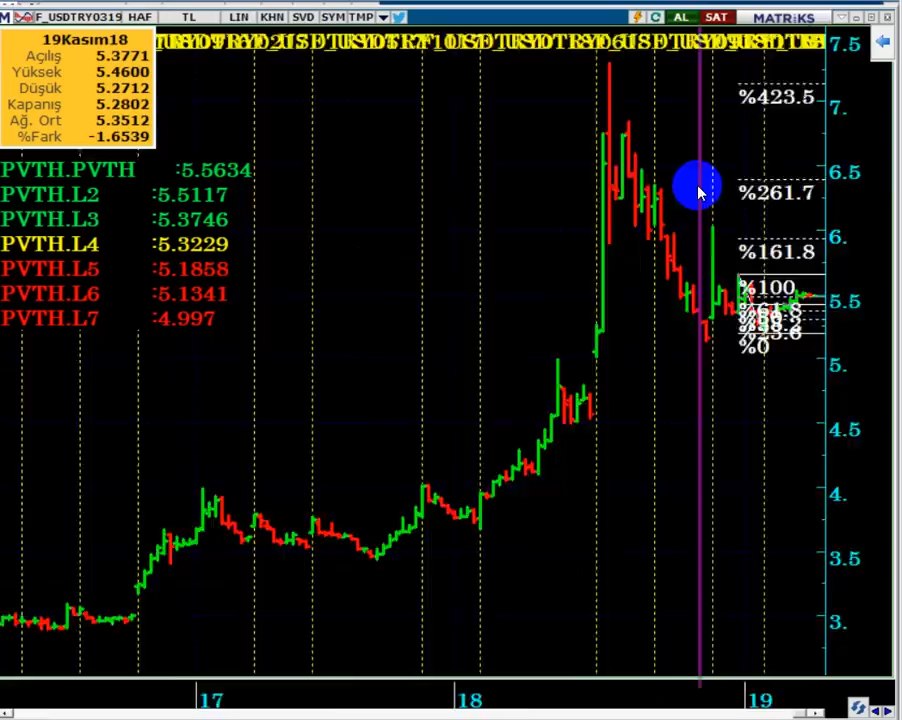 F_USDTRY0319 HAF TL LIN KHN SVD SYM TMP AL SAT MATRiKS
19Kasım18
Açılış 5.3771
Yüksek 5.4600
Düşük 5.2712
Kapanış 5.2802
Ağ. Ort 5.3512
%Fark -1.6539
PVTH.PVTH :5.5634
PVTH.L2 :5.5117
PVTH.L3 :5.3746
PVTH.L4 :5.3229
PVTH.L5 :5.1858
PVTH.L6 :5.1341
PVTH.L7 :4.997
%423.5
%261.7
%161.8
%100
%0
7.5
7.
6.5
6.
5.5
5.
4.5
4.
3.5
3.
17 18 19